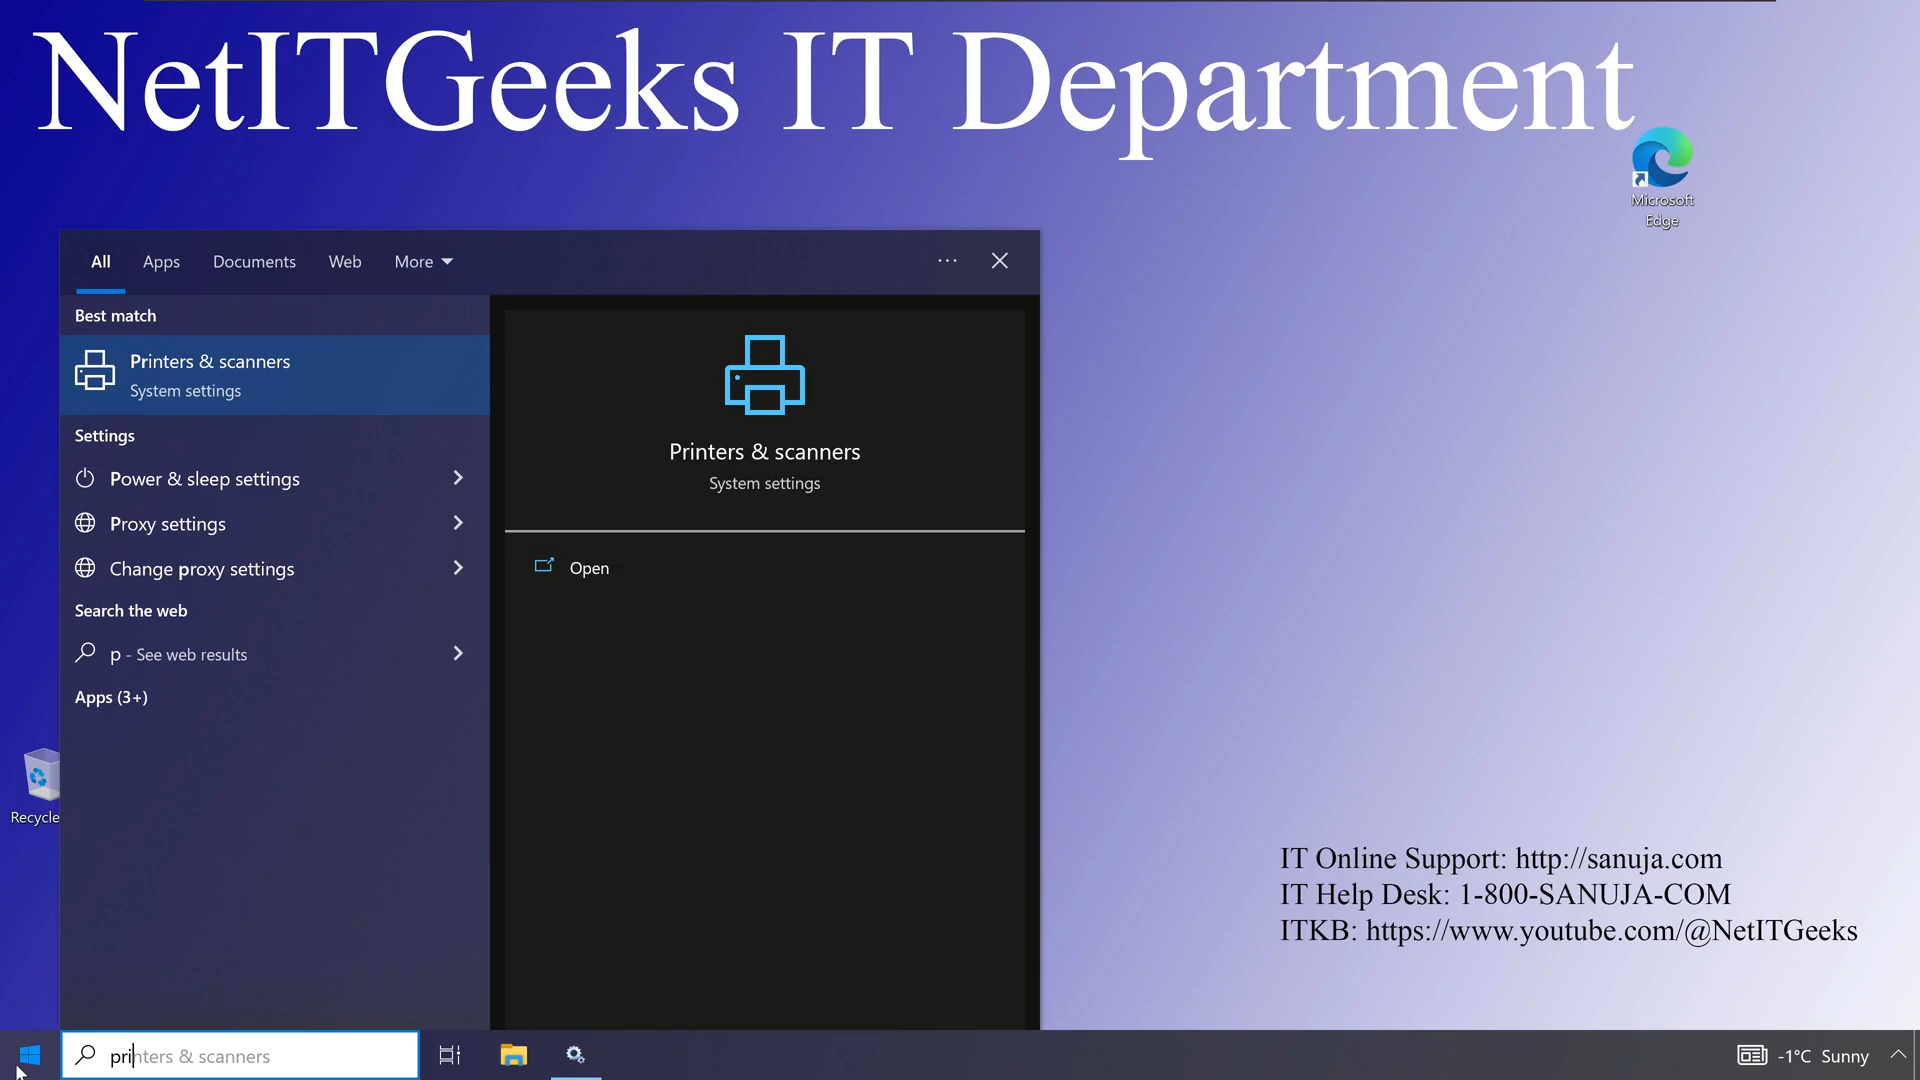 NetITGeeks IT Department
Microsoft
Edge
All
Apps
Documents
Web
More
Best match
Printers & scanners
System settings
Settings
Power & sleep settings
Proxy settings
Change proxy settings
Search the web
p - See web results
Apps (3+)
Printers & scanners
System settings
Open
Recycle
IT Online Support: http://sanuja.com
IT Help Desk: 1-800-SANUJA-COM
ITKB: https://www.youtube.com/@NetITGeeks
printers & scanners
-1°C Sunny